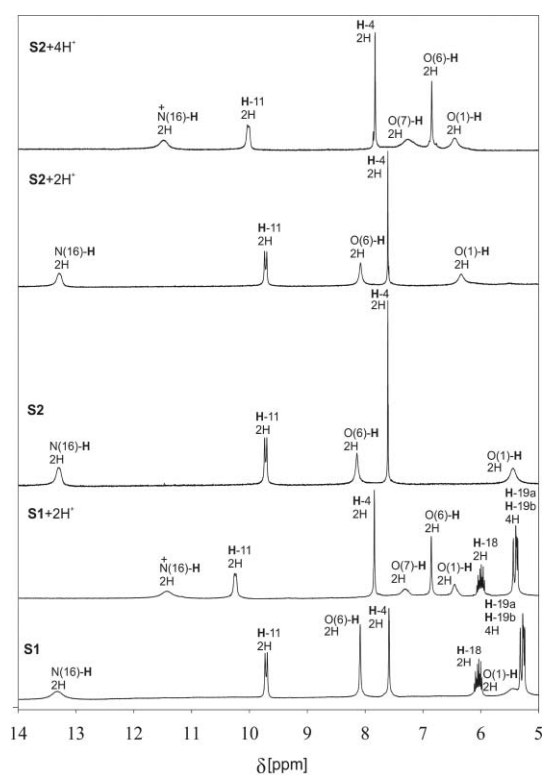 S2+4H+
+
N(16)-H
2H
H-11
2H
H-4
2H
O(7)-H
2H
O(6)-H
2H
O(1)-H
2H
S2+2H+
N(16)-H
2H
H-11
2H
O(6)-H
2H
H-4
2H
O(1)-H
2H
S2
N(16)-H
2H
H-11
2H
O(6)-H
2H
H-4
2H
O(1)-H
2H
S1+2H+
+
N(16)-H
2H
H-11
2H
H-4
2H
O(7)-H
2H
O(6)-H
2H
O(1)-H
2H
H-18
2H
H-19a
H-19b
4H
S1
N(16)-H
2H
H-11
2H
O(6)-H
2H
H-4
2H
H-18
2H
O(1)-H
2H
H-19a
H-19b
4H
14 13 12 11 10 9 8 7 6 5
δ[ppm]